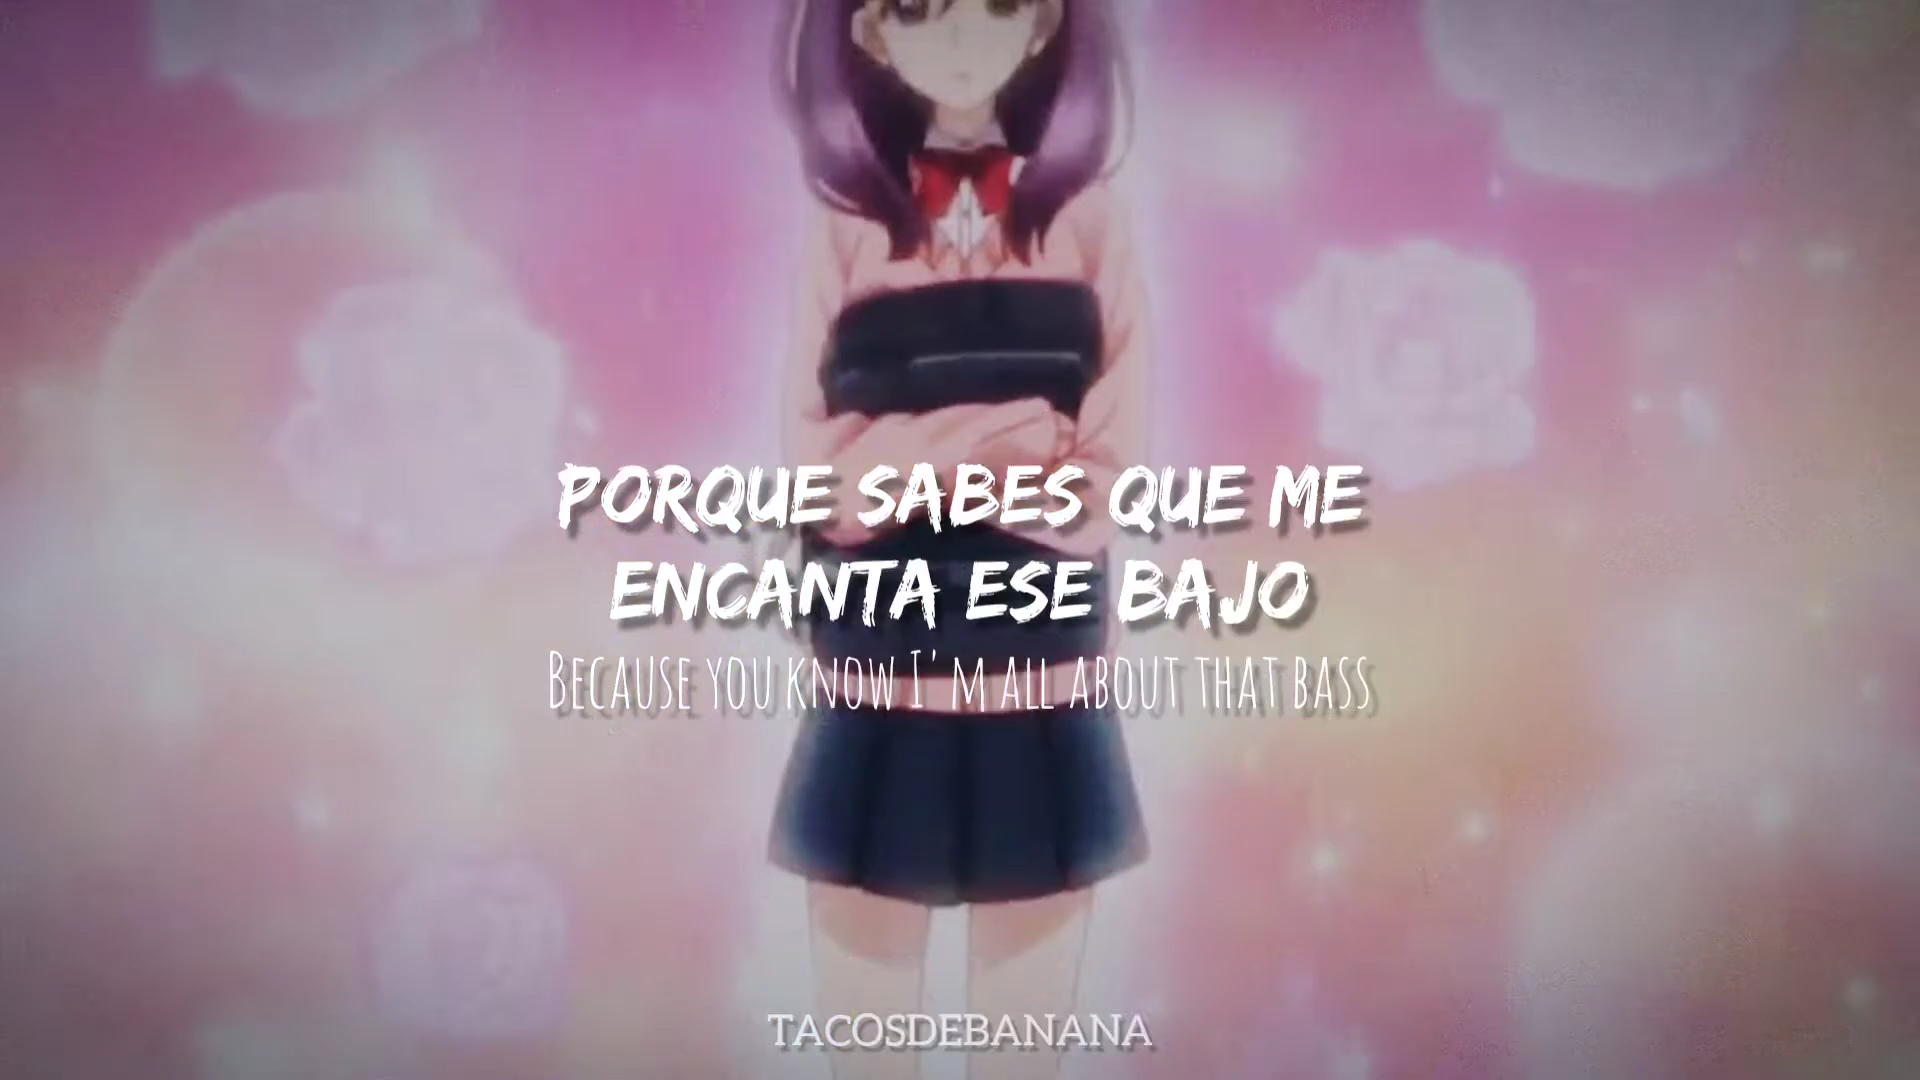 PORQUE SABES QUE ME
ENCANTA ESE BAJO
BECAUSE YOU KNOW I'M ALL ABOUT THAT BASS
TACOSDEBANANA